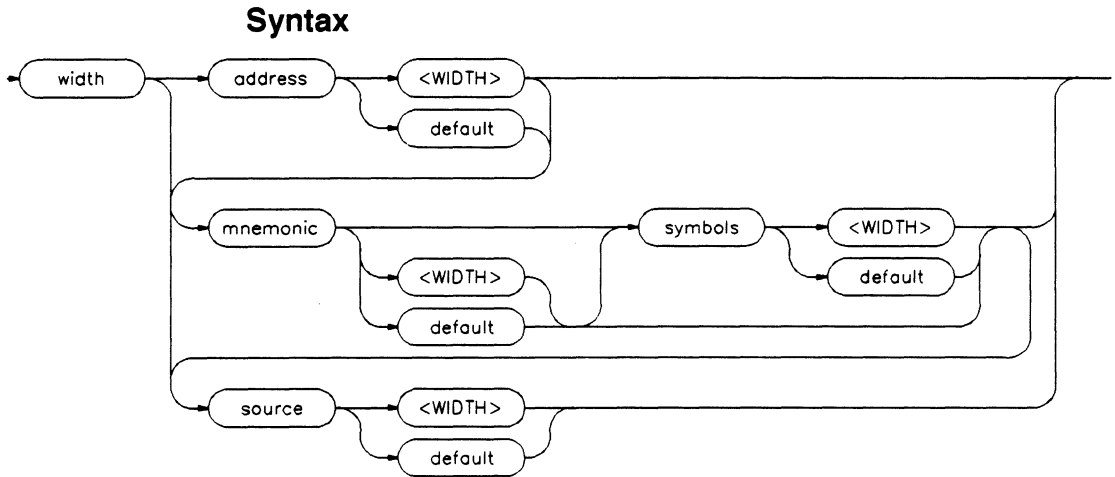 Syntax
width address <WIDTH>
default
mnemonic symbols <WIDTH>
<WIDTH> default
default
source <WIDTH>
default